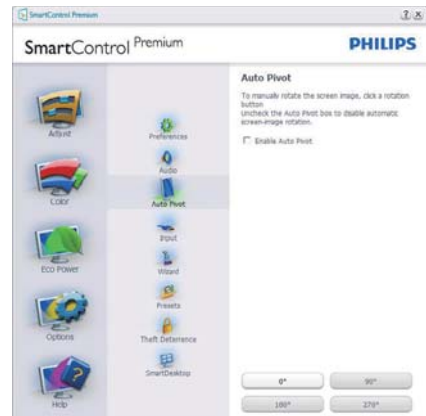 SmartControl Premium
SmartControl Premium
PHILIPS
Adjust
Color
Eco Power
Options
Help
Preferences
Audio
Auto Pivot
Input
Wizard
Presets
Theft Deterrence
SmartDesktop
Auto Pivot
To manually rotate the screen image, click a rotation
button
Uncheck the Auto Pivot box to disable automatic
screen-image rotation.
Enable Auto Pivot
0°
90°
180°
270°